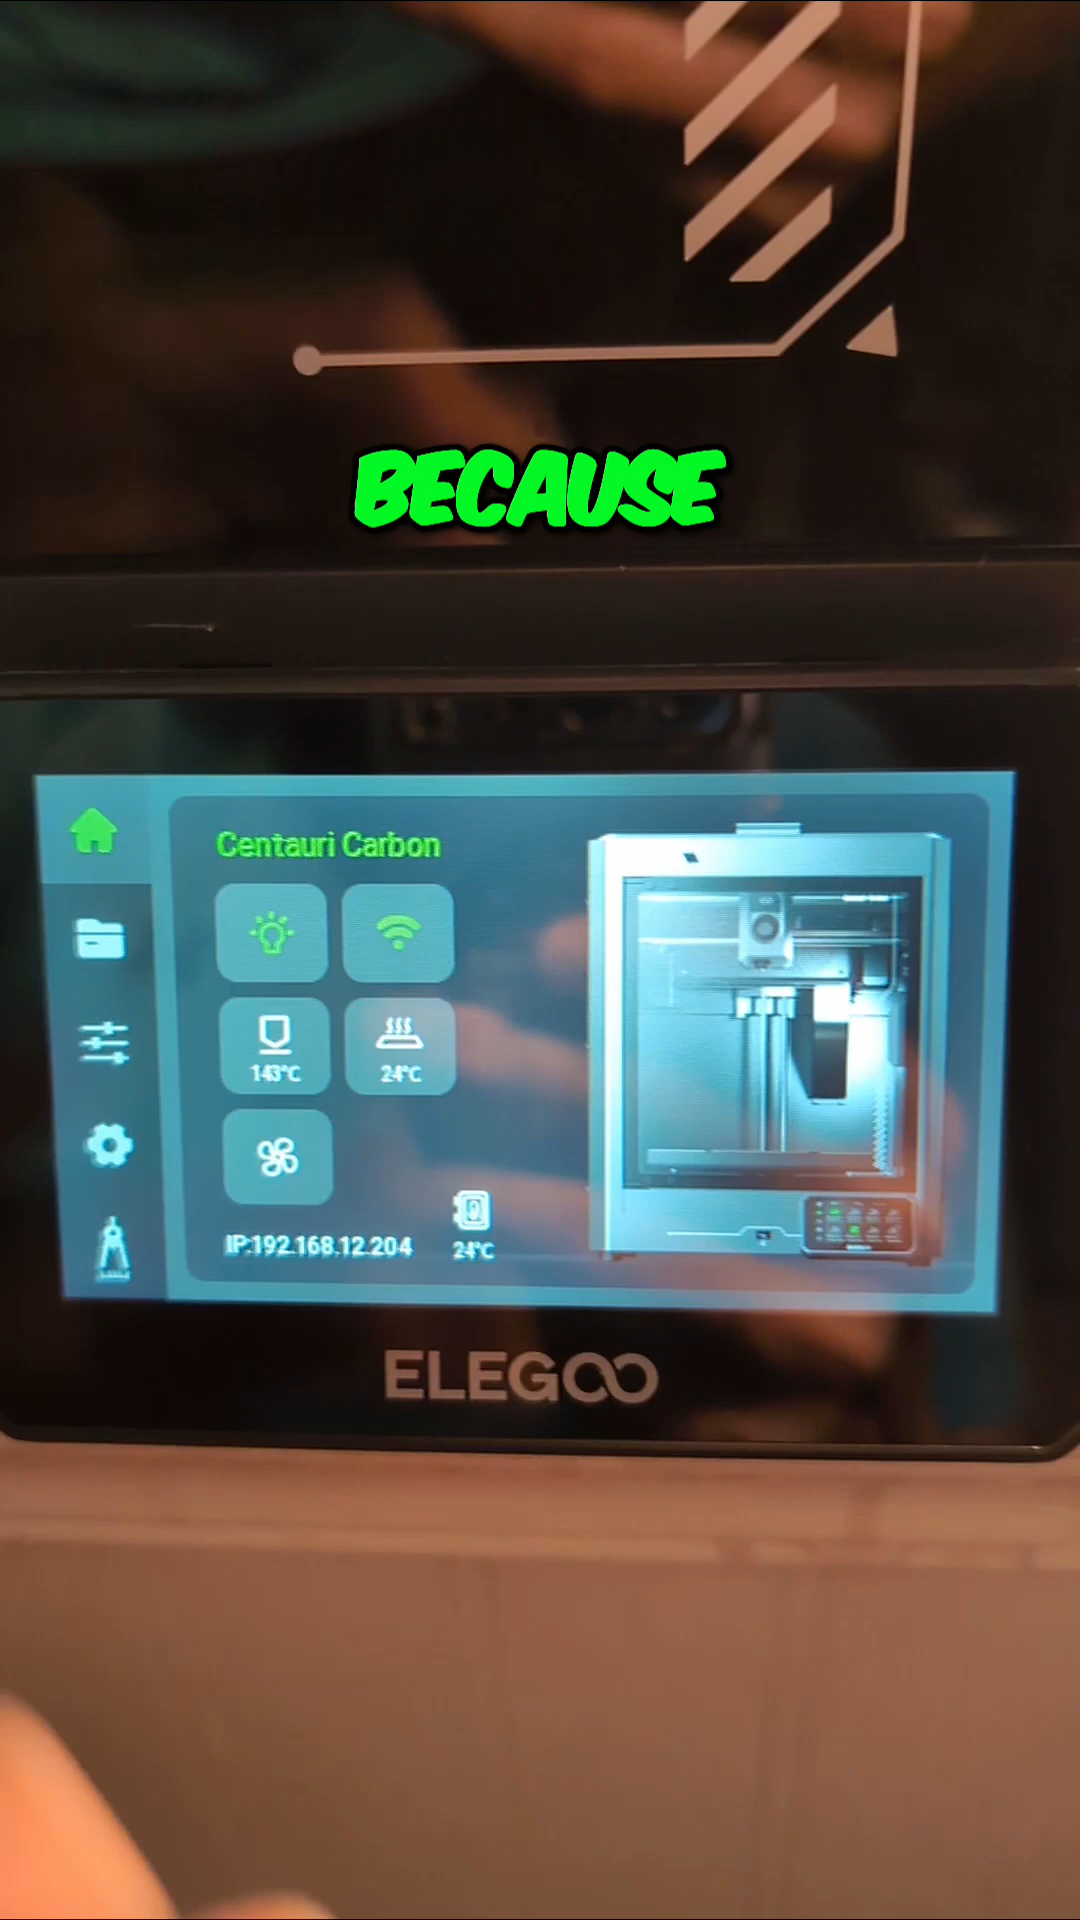 BECAUSE
Centauri Carbon
143°C
24°C
IP:192.168.12.204
24°C
ELEGOO